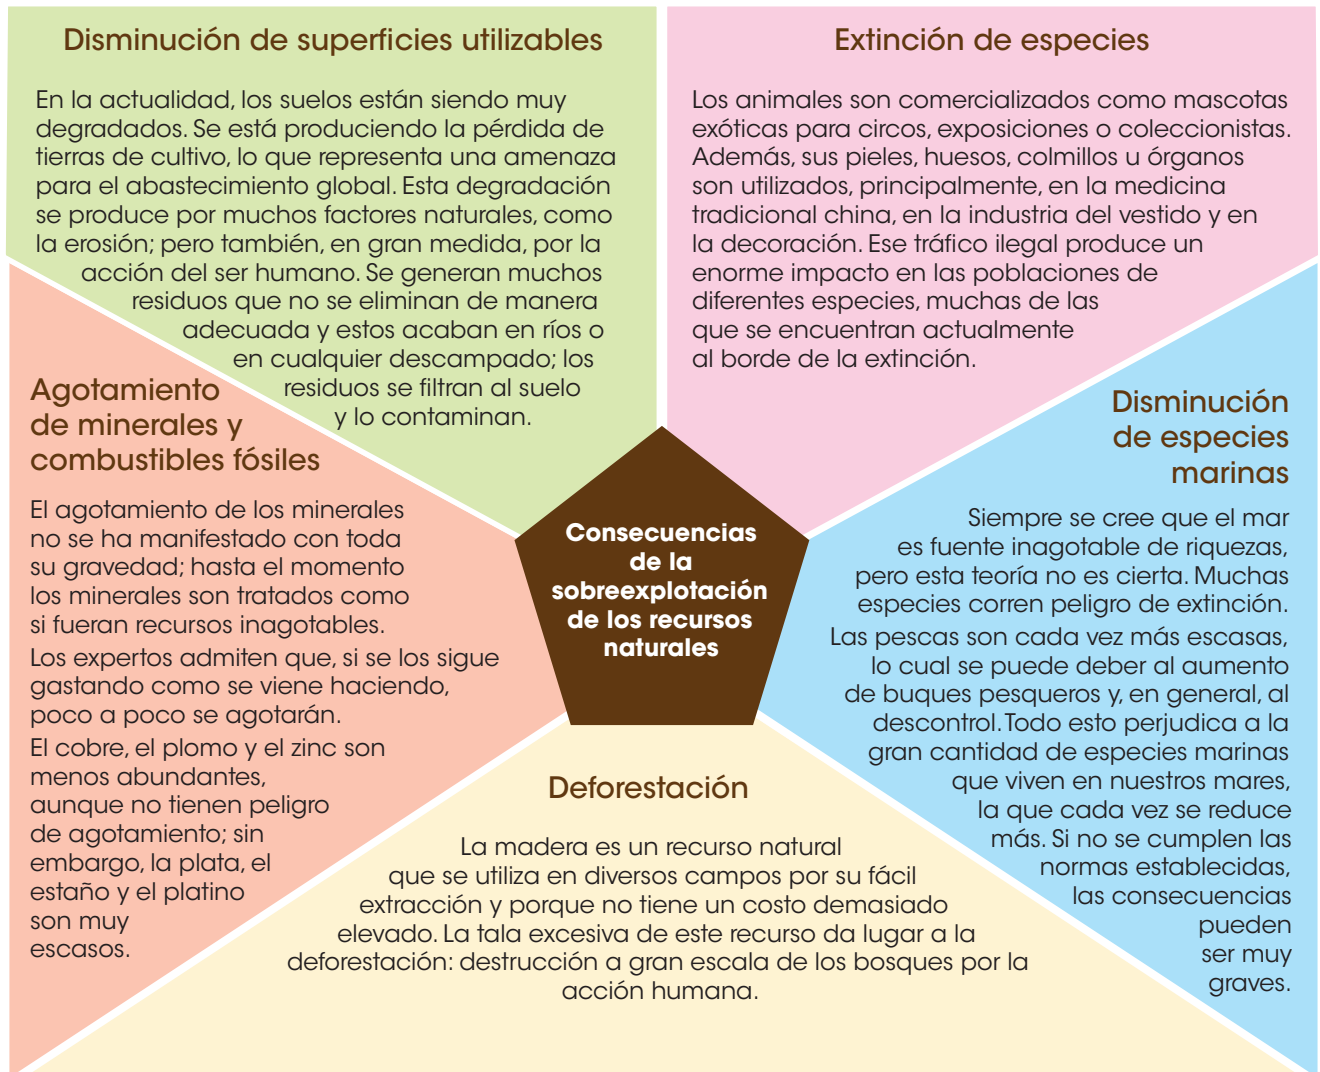 Disminución de superficies utilizables
En la actualidad, los suelos están siendo muy
degradados. Se está produciendo la pérdida de
tierras de cultivo, lo que representa una amenaza
para el abastecimiento global. Esta degradación
se produce por muchos factores naturales, como
la erosión; pero también, en gran medida, por la
acción del ser humano. Se generan muchos
residuos que no se eliminan de manera
adecuada y estos acaban en ríos o
en cualquier descampado; los
residuos se filtran al suelo
y lo contaminan.
Extinción de especies
Los animales son comercializados como mascotas
exóticas para circos, exposiciones o coleccionistas.
Además, sus pieles, huesos, colmillos u órganos
son utilizados, principalmente, en la medicina
tradicional china, en la industria del vestido y en
la decoración. Ese tráfico ilegal produce un
enorme impacto en las poblaciones de
diferentes especies, muchas de las
que se encuentran actualmente
al borde de la extinción.
Agotamiento
de minerales y
combustibles fósiles
El agotamiento de los minerales
no se ha manifestado con toda
su gravedad; hasta el momento
los minerales son tratados como
si fueran recursos inagotables.
Los expertos admiten que, si se los sigue
gastando como se viene haciendo,
poco a poco se agotarán.
El cobre, el plomo y el zinc son
menos abundantes,
aunque no tienen peligro
de agotamiento; sin
embargo, la plata, el
estaño y el platino
son muy
escasos.
Consecuencias
de la
sobreexplotación
de los recursos
naturales
Disminución
de especies
marinas
Siempre se cree que el mar
es fuente inagotable de riquezas,
pero esta teoría no es cierta. Muchas
especies corren peligro de extinción.
Las pescas son cada vez más escasas,
lo cual se puede deber al aumento
de buques pesqueros y, en general, al
descontrol. Todo esto perjudica a la
gran cantidad de especies marinas
que viven en nuestros mares,
la que cada vez se reduce
más. Si no se cumplen las
normas establecidas,
las consecuencias
pueden
ser muy
graves.
Deforestación
La madera es un recurso natural
que se utiliza en diversos campos por su fácil
extracción y porque no tiene un costo demasiado
elevado. La tala excesiva de este recurso da lugar a la
deforestación: destrucción a gran escala de los bosques por la
acción humana.